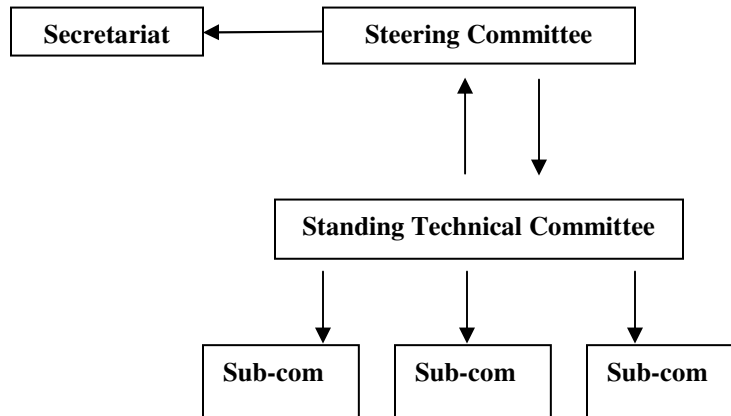 Secretariat
Steering Committee
Standing Technical Committee
Sub-com
Sub-com
Sub-com